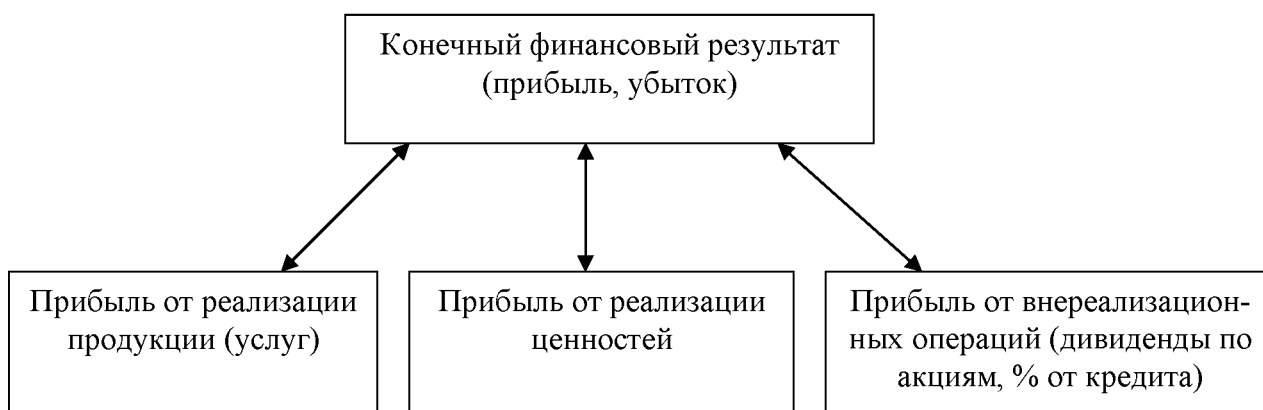 Конечный финансовый результат
(прибыль, убыток)
Прибыль от реализации
продукции (услуг)
Прибыль от реализации
ценностей
Прибыль от внереализацион-
ных операций (дивиденды по
акциям, % от кредита)